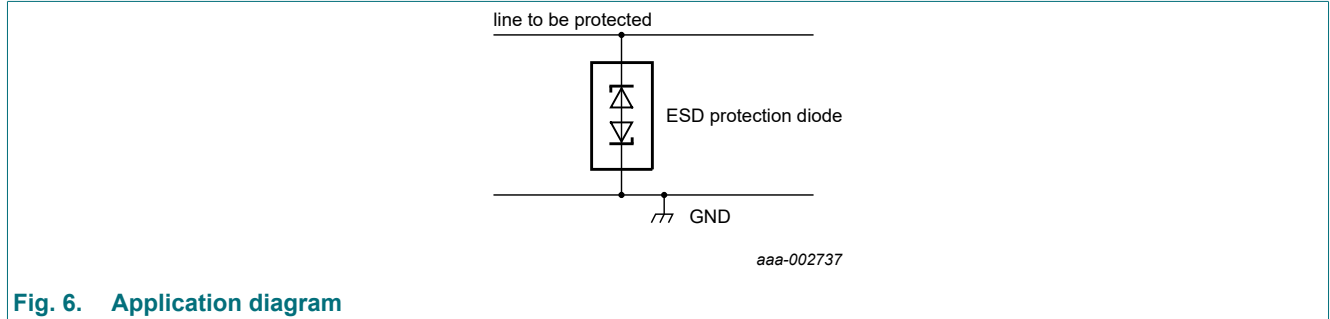 line to be protected
ESD protection diode
GND
aaa-002737
Fig. 6. Application diagram